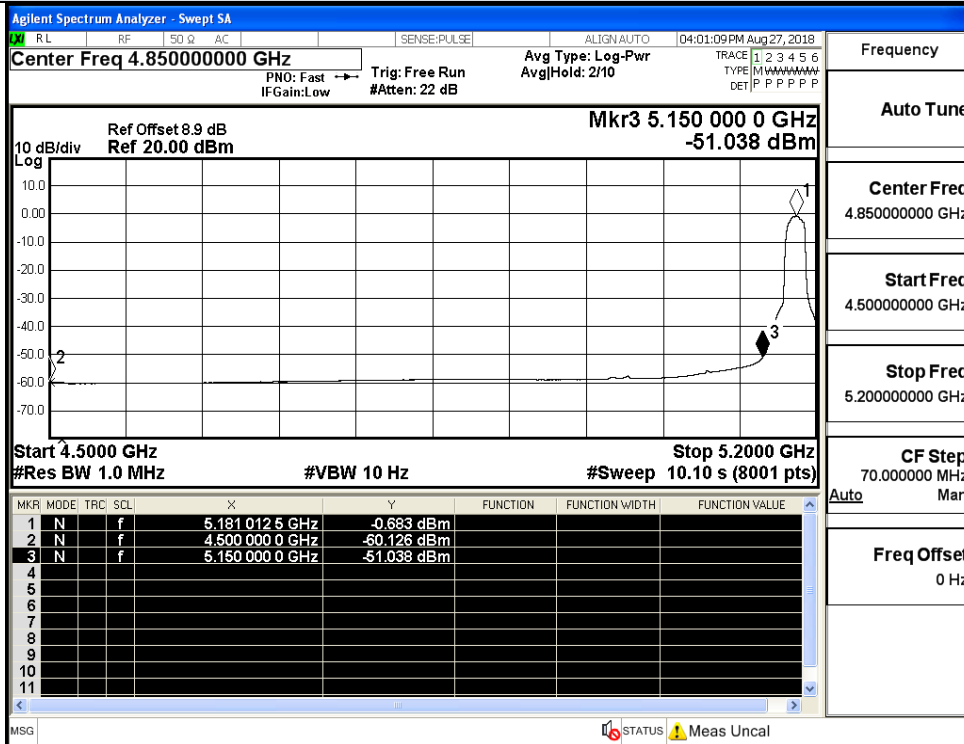 Agilent Spectrum Analyzer - Swept SA
LXI RL RF 50 Ω AC SENSE:PULSE ALIGN AUTO 04:01:09 PM Aug 27, 2018
Center Freq 4.850000000 GHz
PNO: Fast
IFGain:Low
Trig: Free Run
#Atten: 22 dB
Avg Type: Log-Pwr
Avg|Hold: 2/10
TRACE 1 2 3 4 5 6
TYPE M W W W W W
DET P P P P P P
Mkr3 5.150 000 0 GHz
-51.038 dBm
Ref Offset 8.9 dB
10 dB/div Ref 20.00 dBm
Log
10.0
0.00
-10.0
-20.0
-30.0
-40.0
-50.0
-60.0
-70.0
1
2
3
Start 4.5000 GHz Stop 5.2000 GHz
#Res BW 1.0 MHz #VBW 10 Hz #Sweep 10.10 s (8001 pts)
MKR MODE TRC SCL X Y FUNCTION FUNCTION WIDTH FUNCTION VALUE
1 N f 5.181 012 5 GHz -0.683 dBm
2 N f 4.500 000 0 GHz -60.126 dBm
3 N f 5.150 000 0 GHz -51.038 dBm
4
5
6
7
8
9
10
11
MSG STATUS Meas Uncal
Frequency
Auto Tune
Center Freq
4.850000000 GHz
Start Freq
4.500000000 GHz
Stop Freq
5.200000000 GHz
CF Step
70.000000 MHz
Auto Man
Freq Offset
0 Hz